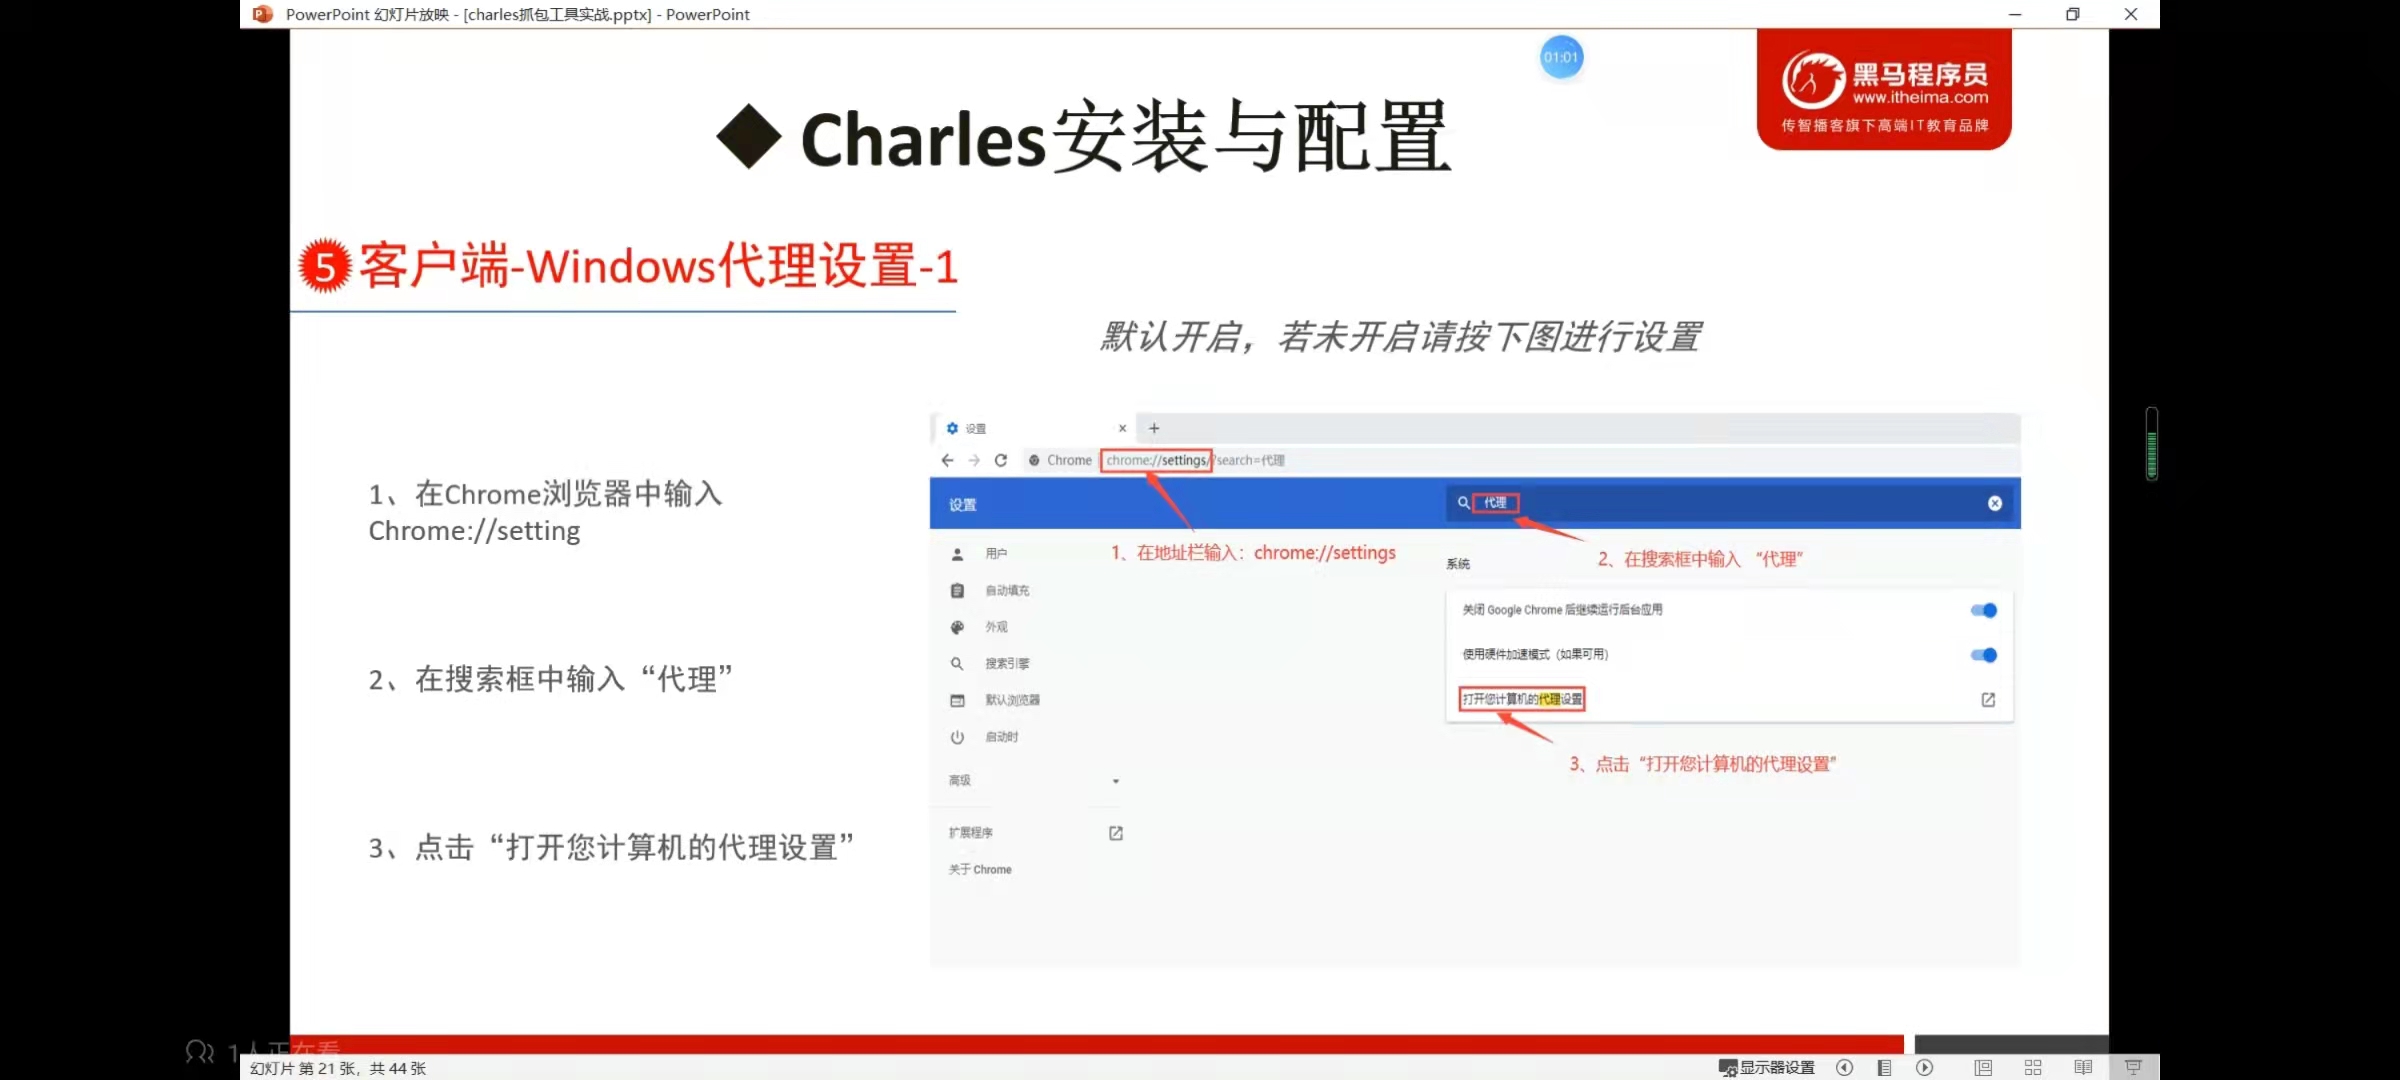 PowerPoint 幻灯片放映 - [charles抓包工具实战.pptx] - PowerPoint
01:01
黑马程序员
www.itheima.com
传智播客旗下高端IT教育品牌
Charles安装与配置
5 客户端-Windows代理设置-1
默认开启，若未开启请按下图进行设置
1、在Chrome浏览器中输入
Chrome://setting
2、在搜索框中输入“代理”
3、点击“打开您计算机的代理设置”
设置
Chrome chrome://settings/?search=代理
设置
代理
1、在地址栏输入：chrome://settings
2、在搜索框中输入 “代理”
用户
自动填充
外观
搜索引擎
默认浏览器
启动时
高级
扩展程序
关于 Chrome
系统
关闭 Google Chrome 后继续运行后台应用
使用硬件加速模式（如果可用）
打开您计算机的代理设置
3、点击“打开您计算机的代理设置”
1人正在看
幻灯片 第 21 张，共 44 张
显示器设置